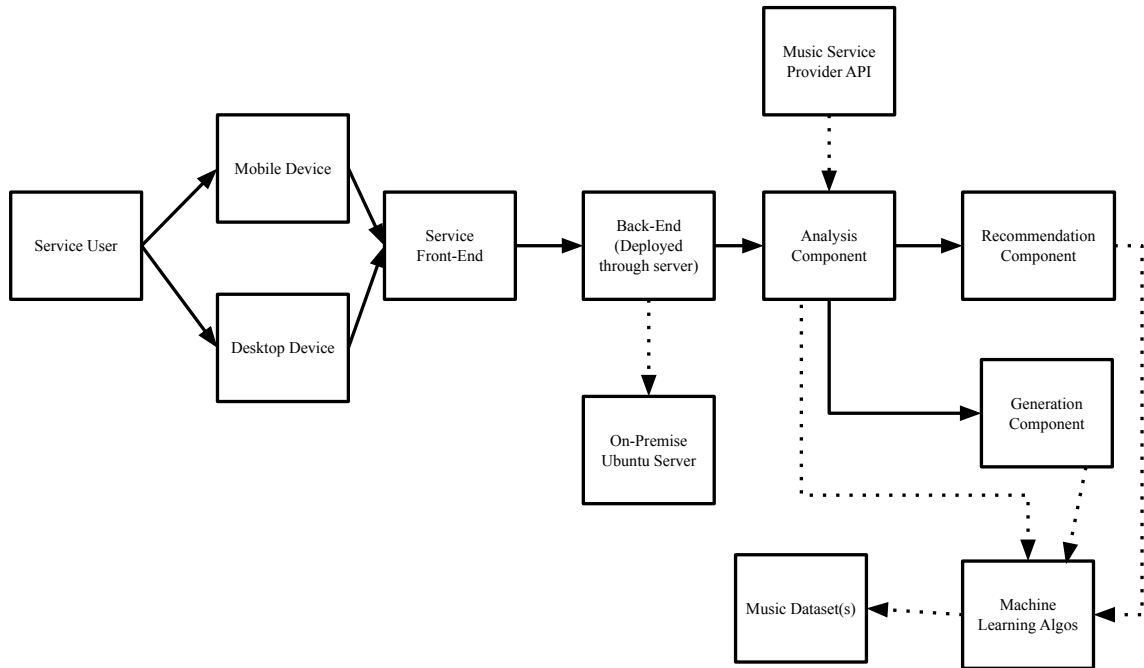 Music Service
Provider API
Mobile Device
Service User
Service
Front-End
Back-End
(Deployed
through server)
Analysis
Component
Recommendation
Component
Desktop Device
Generation
Component
On-Premise
Ubuntu Server
Music Dataset(s)
Machine
Learning Algos